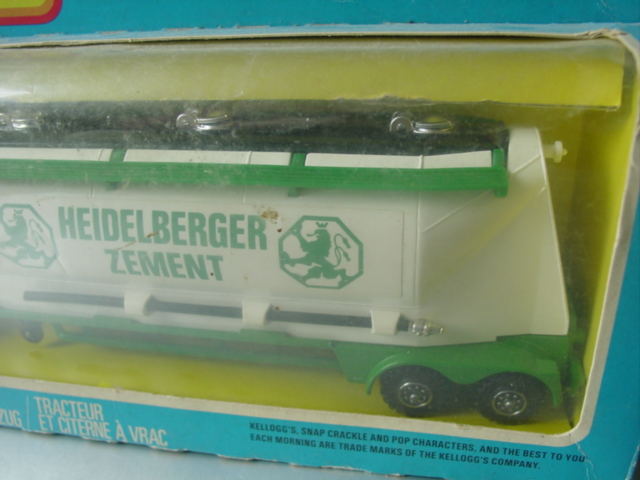 HEIDELBERGER
ZEMENT
ZUG
TRACTEUR
ET CITERNE À VRAC
KELLOGG'S, SNAP CRACKLE AND POP CHARACTERS, AND THE BEST TO YOU
EACH MORNING ARE TRADE MARKS OF THE KELLOGG'S COMPANY.